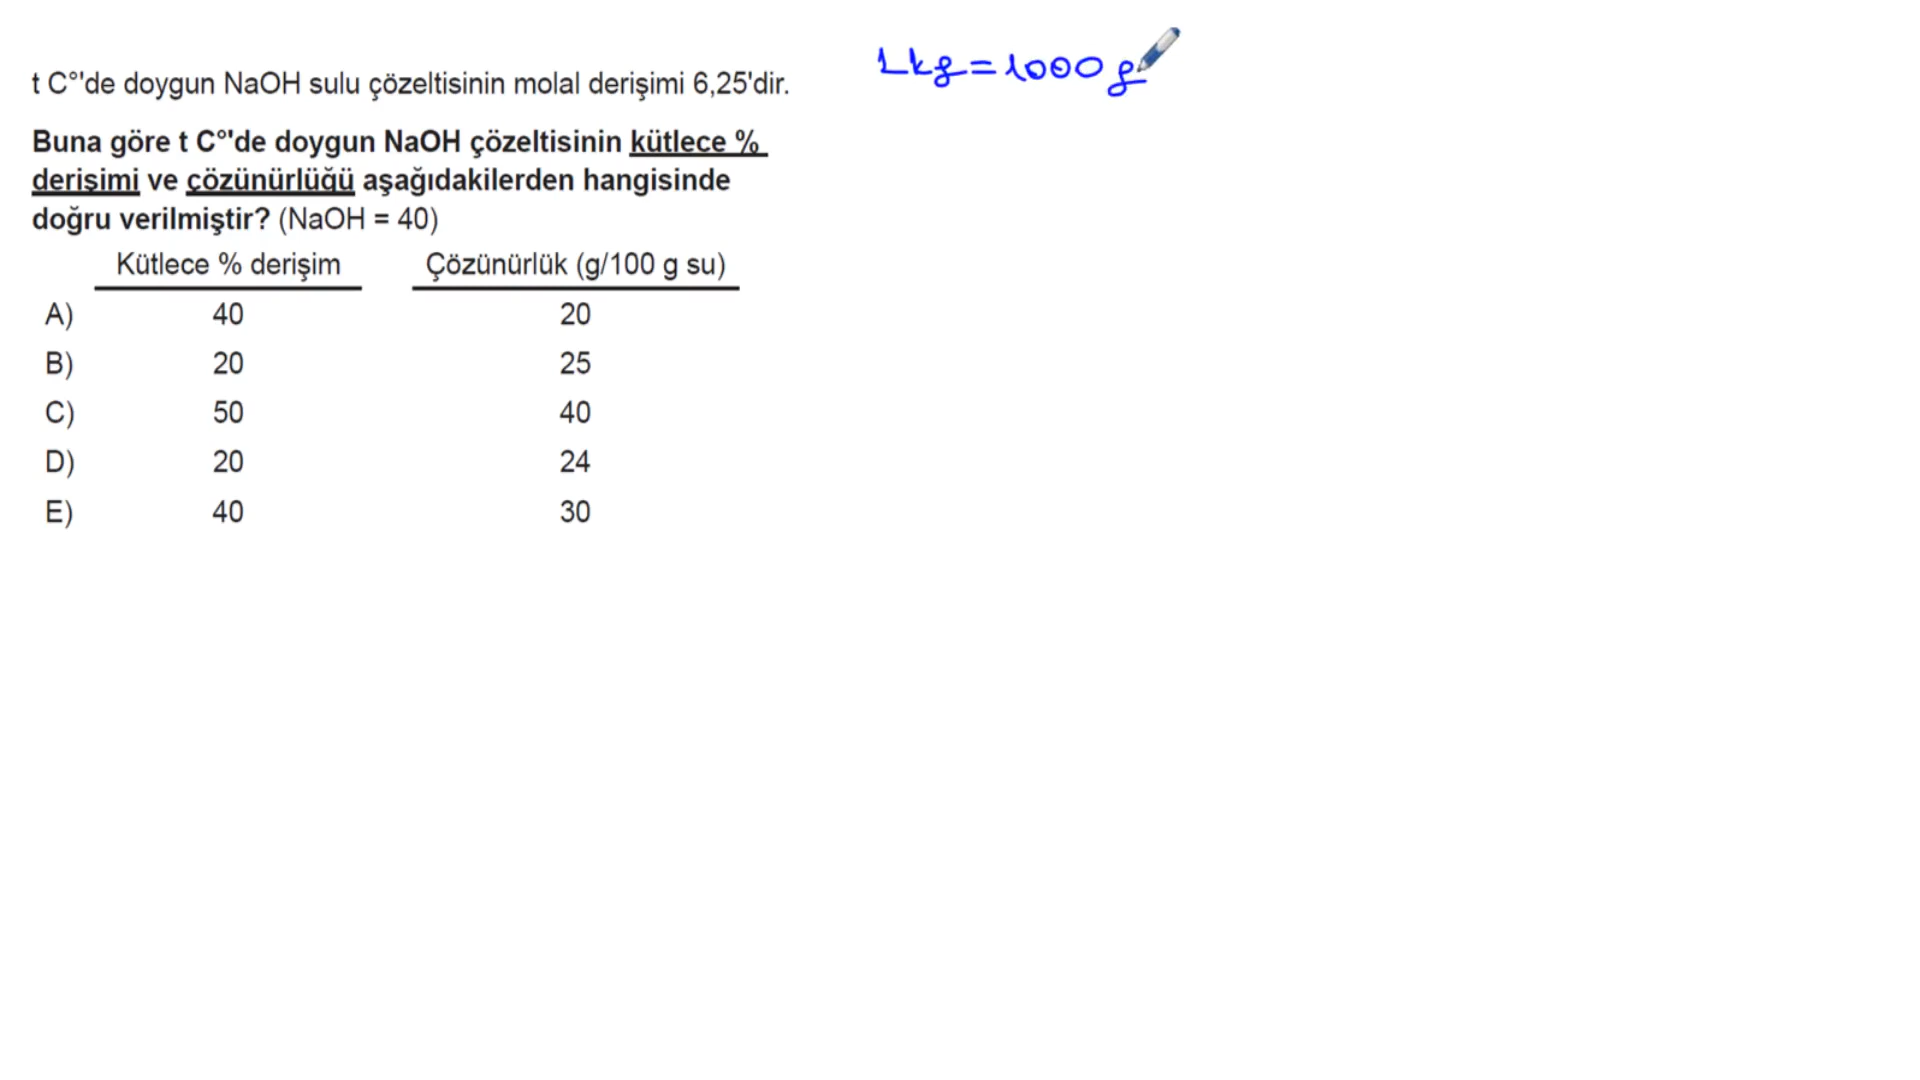 t C°'de doygun NaOH sulu çözeltisinin molal derişimi 6,25'dir.
1kg=1000 g
Buna göre t C°'de doygun NaOH çözeltisinin kütlece %
derişimi ve çözünürlüğü aşağıdakilerden hangisinde
doğru verilmiştir? (NaOH = 40)
Kütlece % derişim Çözünürlük (g/100 g su)
A) 40 20
B) 20 25
C) 50 40
D) 20 24
E) 40 30